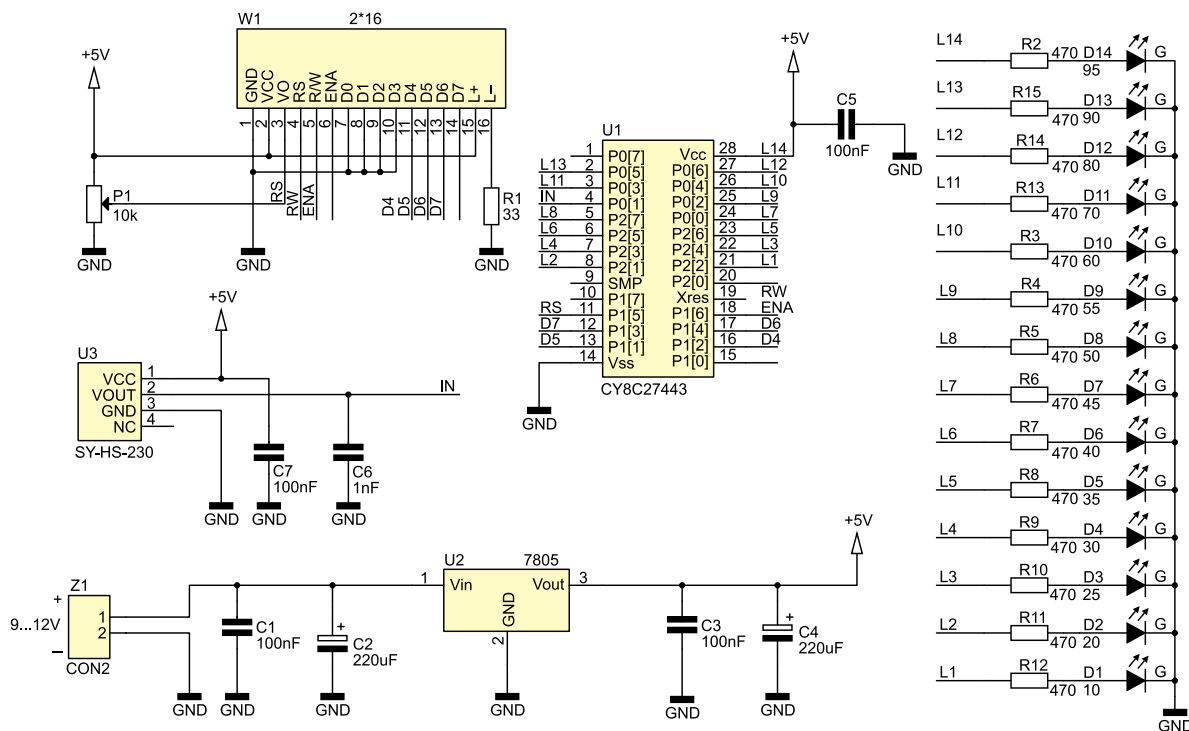 W1 2*16
+5V
GND VCC VO RS R/W ENA D0 D1 D2 D3 D4 D5 D6 D7 L+ L-
1 2 3 4 5 6 7 8 9 10 11 12 13 14 15 16
P1
10k
RS RW ENA D4 D5 D6 D7
R1
33
GND GND GND
+5V
C5
100nF
GND
U1
1 P0[7] Vcc 28 L14
L13 2 P0[5] P0[6] 27 L12
L11 3 P0[3] P0[4] 26 L10
IN 4 P0[1] P0[2] 25 L9
L8 5 P2[7] P0[0] 24 L7
L6 6 P2[5] P2[6] 23 L5
L4 7 P2[3] P2[4] 22 L3
L2 8 P2[1] P2[2] 21 L1
9 SMP P2[0] 20
10 P1[7] Xres 19 RW
RS 11 P1[5] P1[6] 18 ENA
D7 12 P1[3] P1[4] 17 D6
D5 13 P1[1] P1[2] 16 D4
14 Vss P1[0] 15
CY8C27443
GND
+5V
U3
VCC 1
VOUT 2 IN
GND 3
NC 4
SY-HS-230
C7
100nF
C6
1nF
GND GND GND
Z1
+
9...12V
–
1
2
CON2
GND
C1
100nF
GND
+
C2
220uF
GND
U2 7805
1 Vin Vout 3
GND
2
GND
C3
100nF
GND
+
C4
220uF
GND
+5V
L14 R2 470 D14 95 G
L13 R15 470 D13 90 G
L12 R14 470 D12 80 G
L11 R13 470 D11 70 G
L10 R3 470 D10 60 G
L9 R4 470 D9 55 G
L8 R5 470 D8 50 G
L7 R6 470 D7 45 G
L6 R7 470 D6 40 G
L5 R8 470 D5 35 G
L4 R9 470 D4 30 G
L3 R10 470 D3 25 G
L2 R11 470 D2 20 G
L1 R12 470 D1 10 G
GND